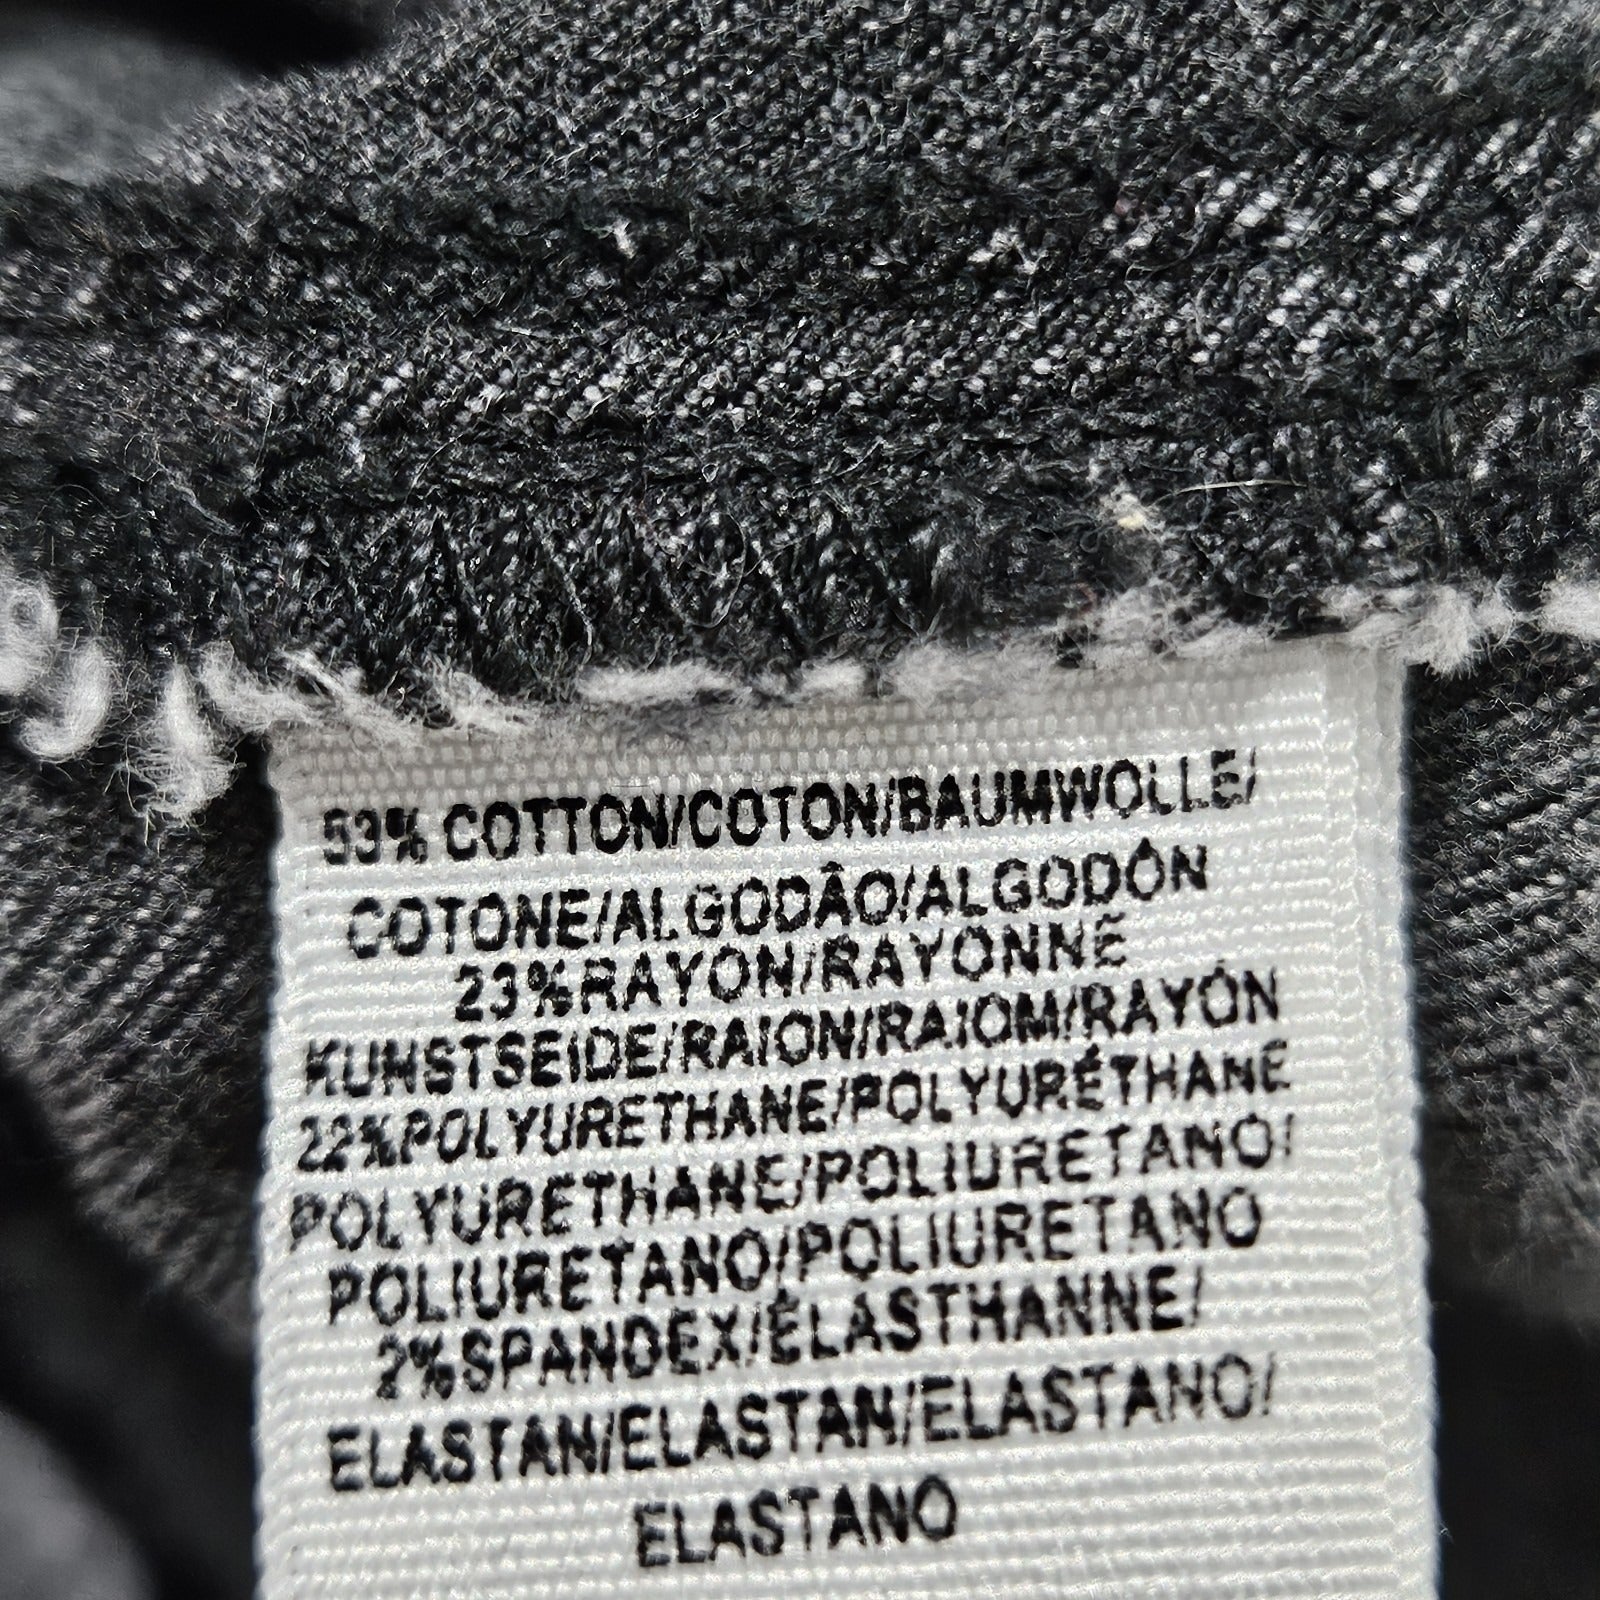 53% COTTON/COTON/BAUMWOLLE/
COTONE/ALGODÃO/ALGODÓN
23%RAYON/RAYONNE
KUNSTSEIDE/RAION/RAIOM/RAYÓN
22%POLYURETHANE/POLYURÉTHANE
POLYURETHANE/POLIURETANO/
POLIURETANO/POLIURETANO
2%SPANDEX/ÉLASTHANNE/
ELASTAN/ELASTAN/ELASTANO/
ELASTANO